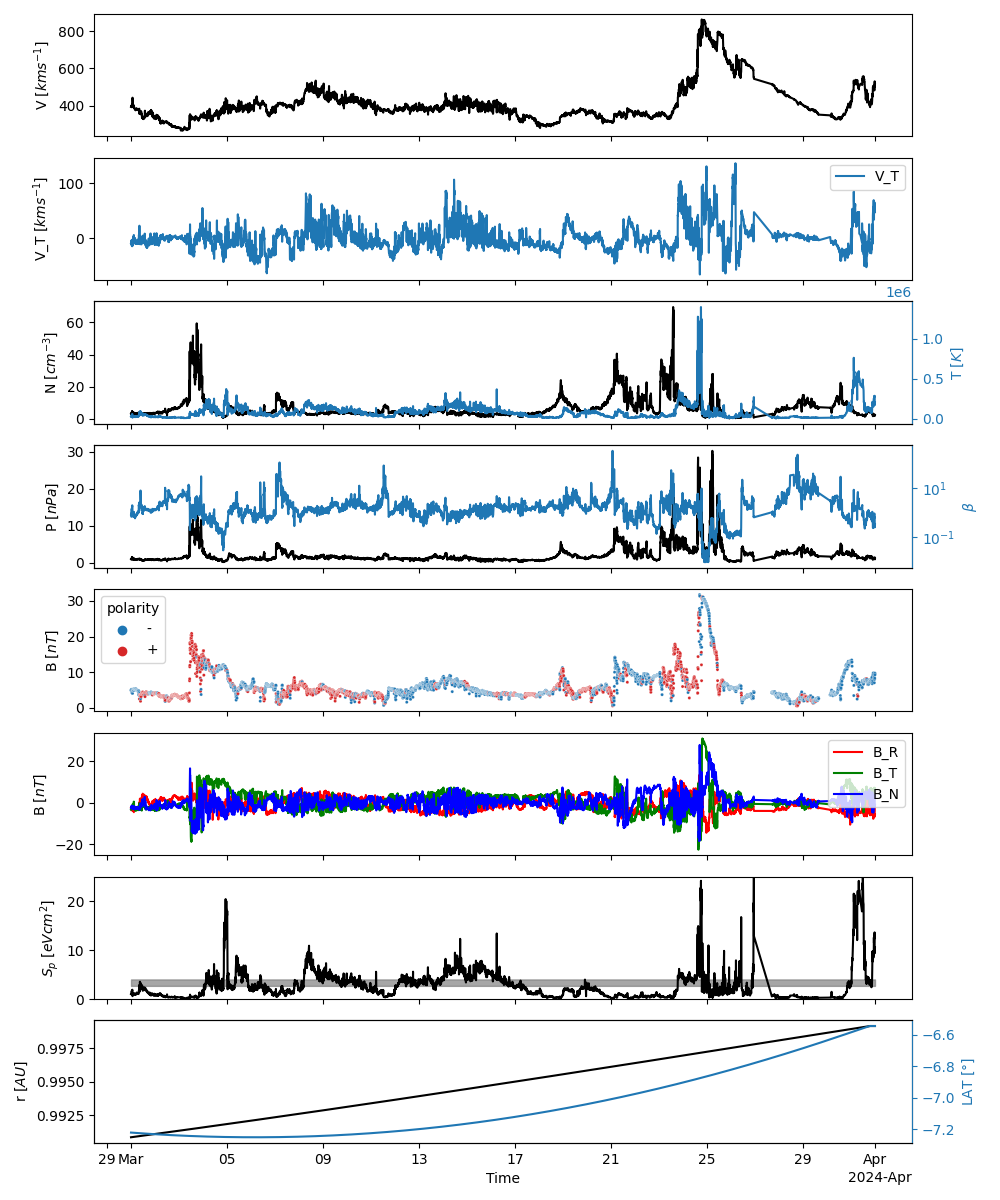 800
600
400
V [kms⁻¹]
100
0
V_T [kms⁻¹]
V_T
1e6
60
40
20
0
N [cm⁻³]
1.0
0.5
0.0
T [K]
30
20
10
0
P [nPa]
10¹
10⁻¹
β
30
20
10
0
B [nT]
polarity
-
+
20
0
−20
B [nT]
B_R
B_T
B_N
20
10
0
Sₚ [eVcm²]
0.9975
0.9950
0.9925
r [AU]
−6.6
−6.8
−7.0
−7.2
LAT [°]
29 Mar 05 09 13 17 21 25 29 Apr
Time
2024-Apr